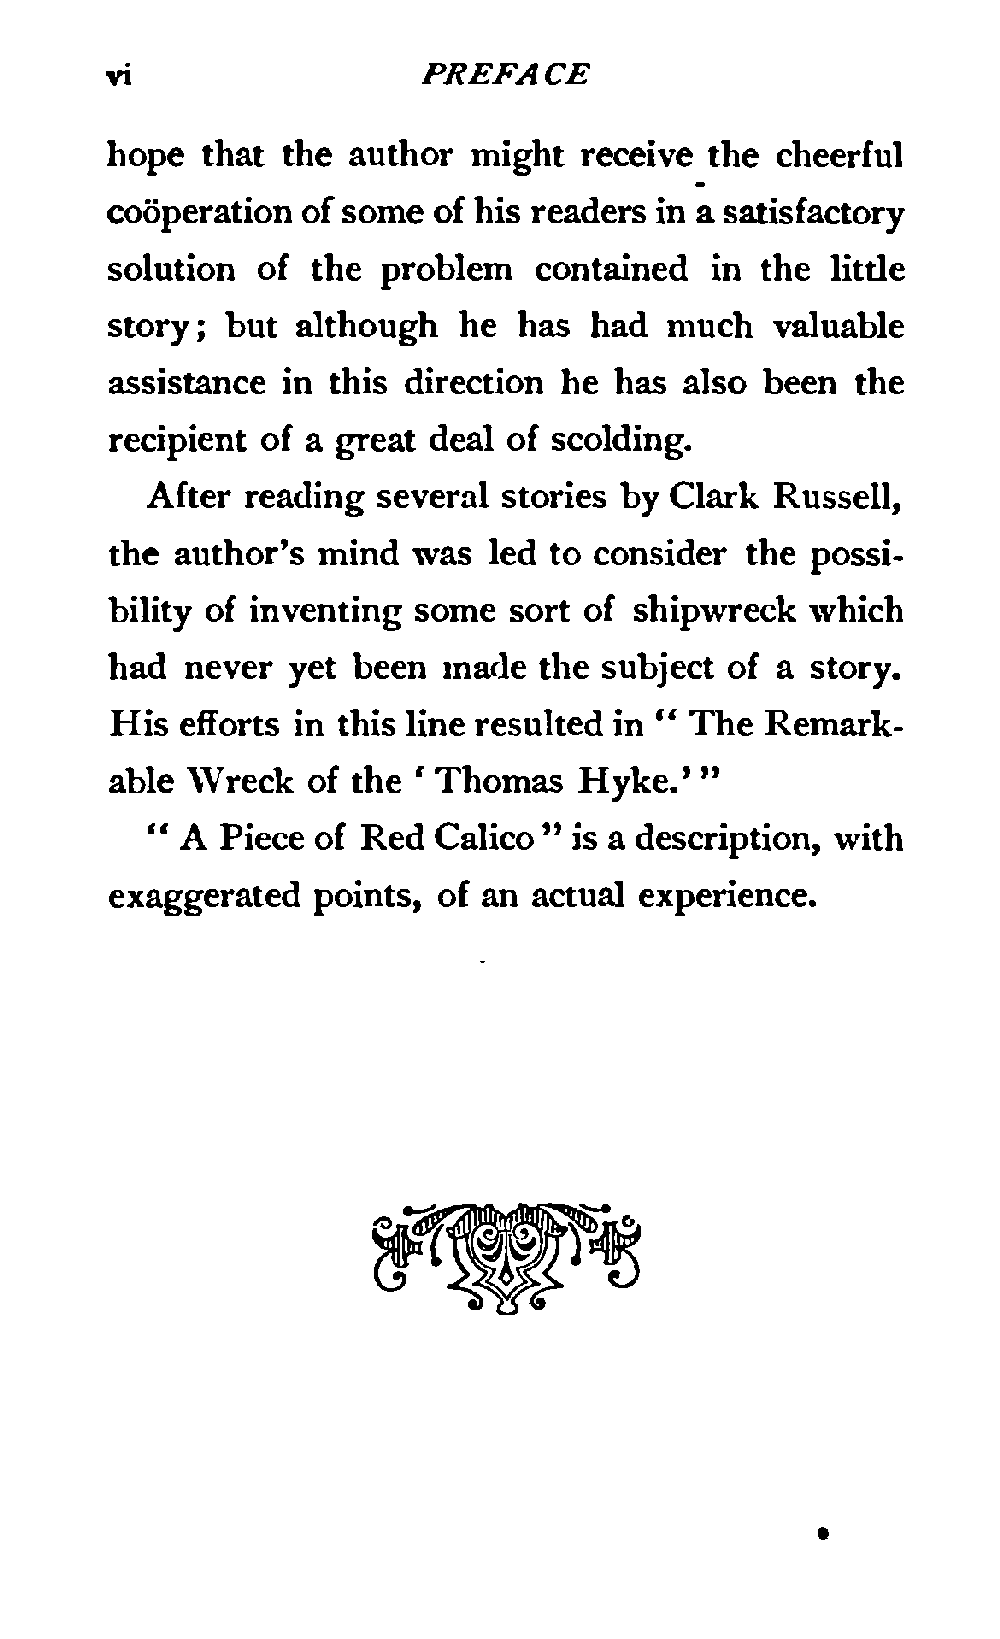 vi PREFACE
hope that the author might receive the cheerful
coöperation of some of his readers in a satisfactory
solution of the problem contained in the little
story; but although he has had much valuable
assistance in this direction he has also been the
recipient of a great deal of scolding.
After reading several stories by Clark Russell,
the author's mind was led to consider the possi-
bility of inventing some sort of shipwreck which
had never yet been made the subject of a story.
His efforts in this line resulted in “ The Remark-
able Wreck of the ‘ Thomas Hyke.’ ”
“ A Piece of Red Calico ” is a description, with
exaggerated points, of an actual experience.